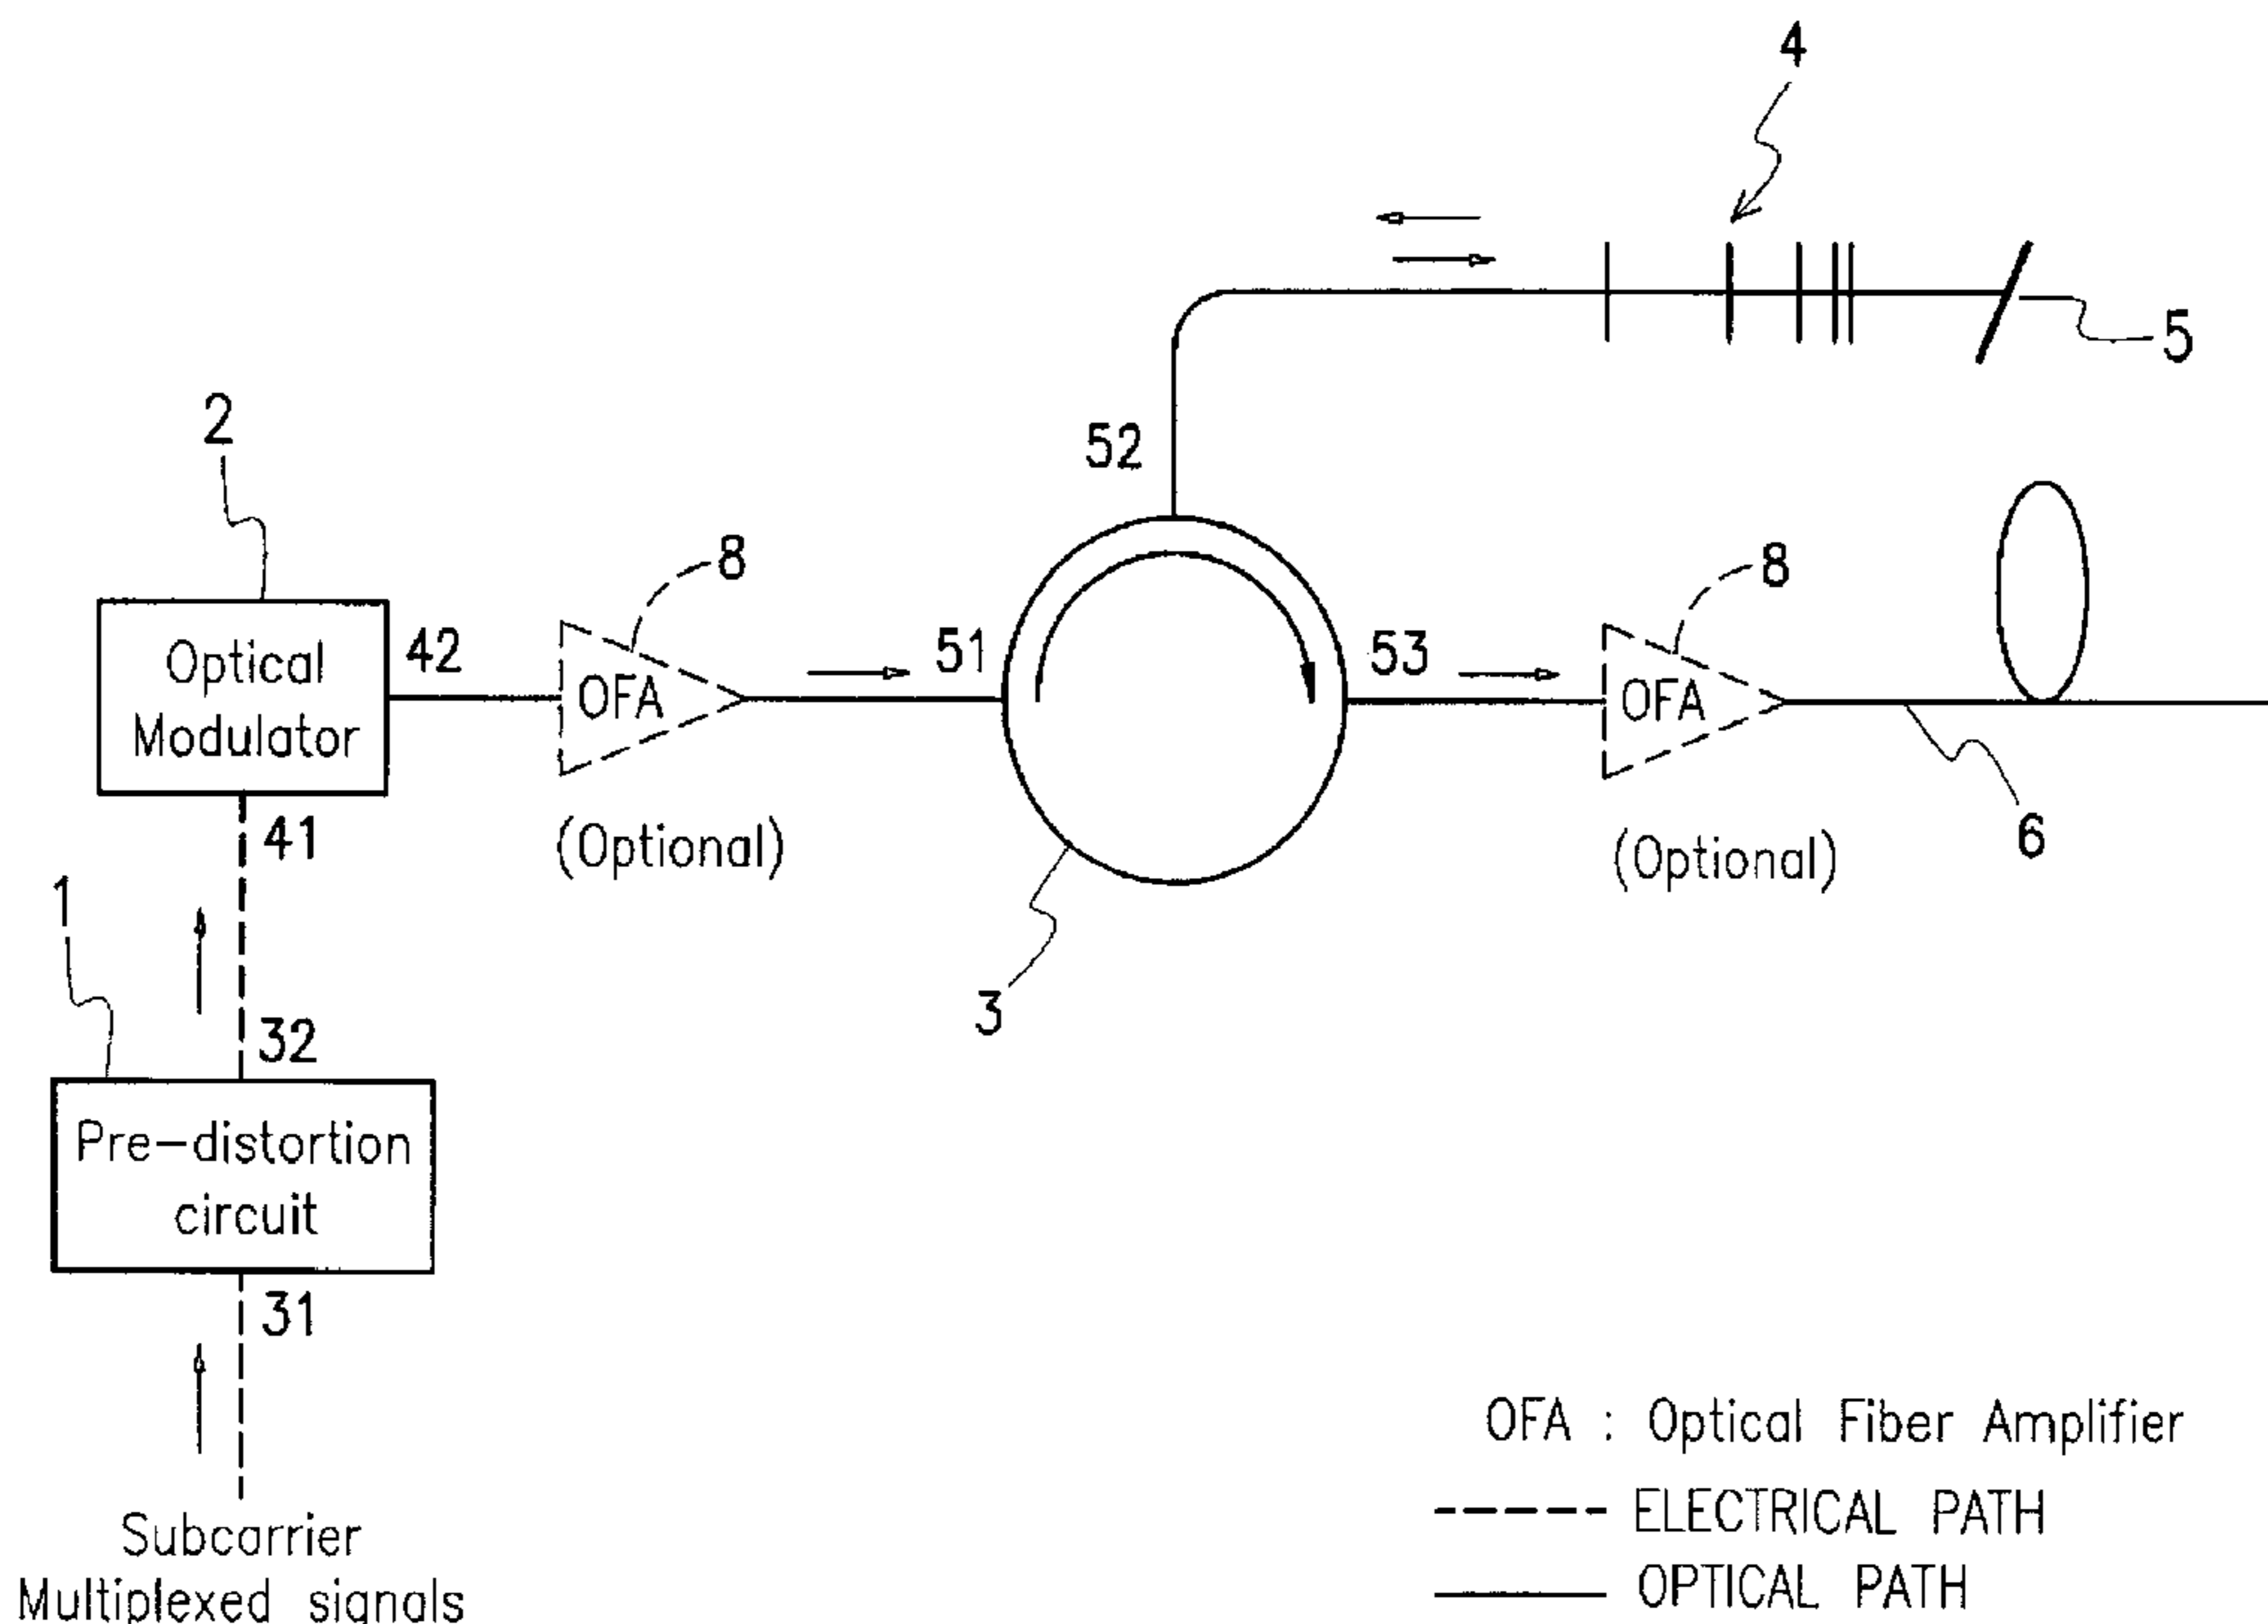 4
5
52
2
8
8
Optical
Modulator
42
OFA
51
53
OFA
41
(Optional)
(Optional)
6
1
3
32
Pre-distortion
circuit
31
OFA : Optical Fiber Amplifier
ELECTRICAL PATH
OPTICAL PATH
Subcarrier
Multiplexed signals